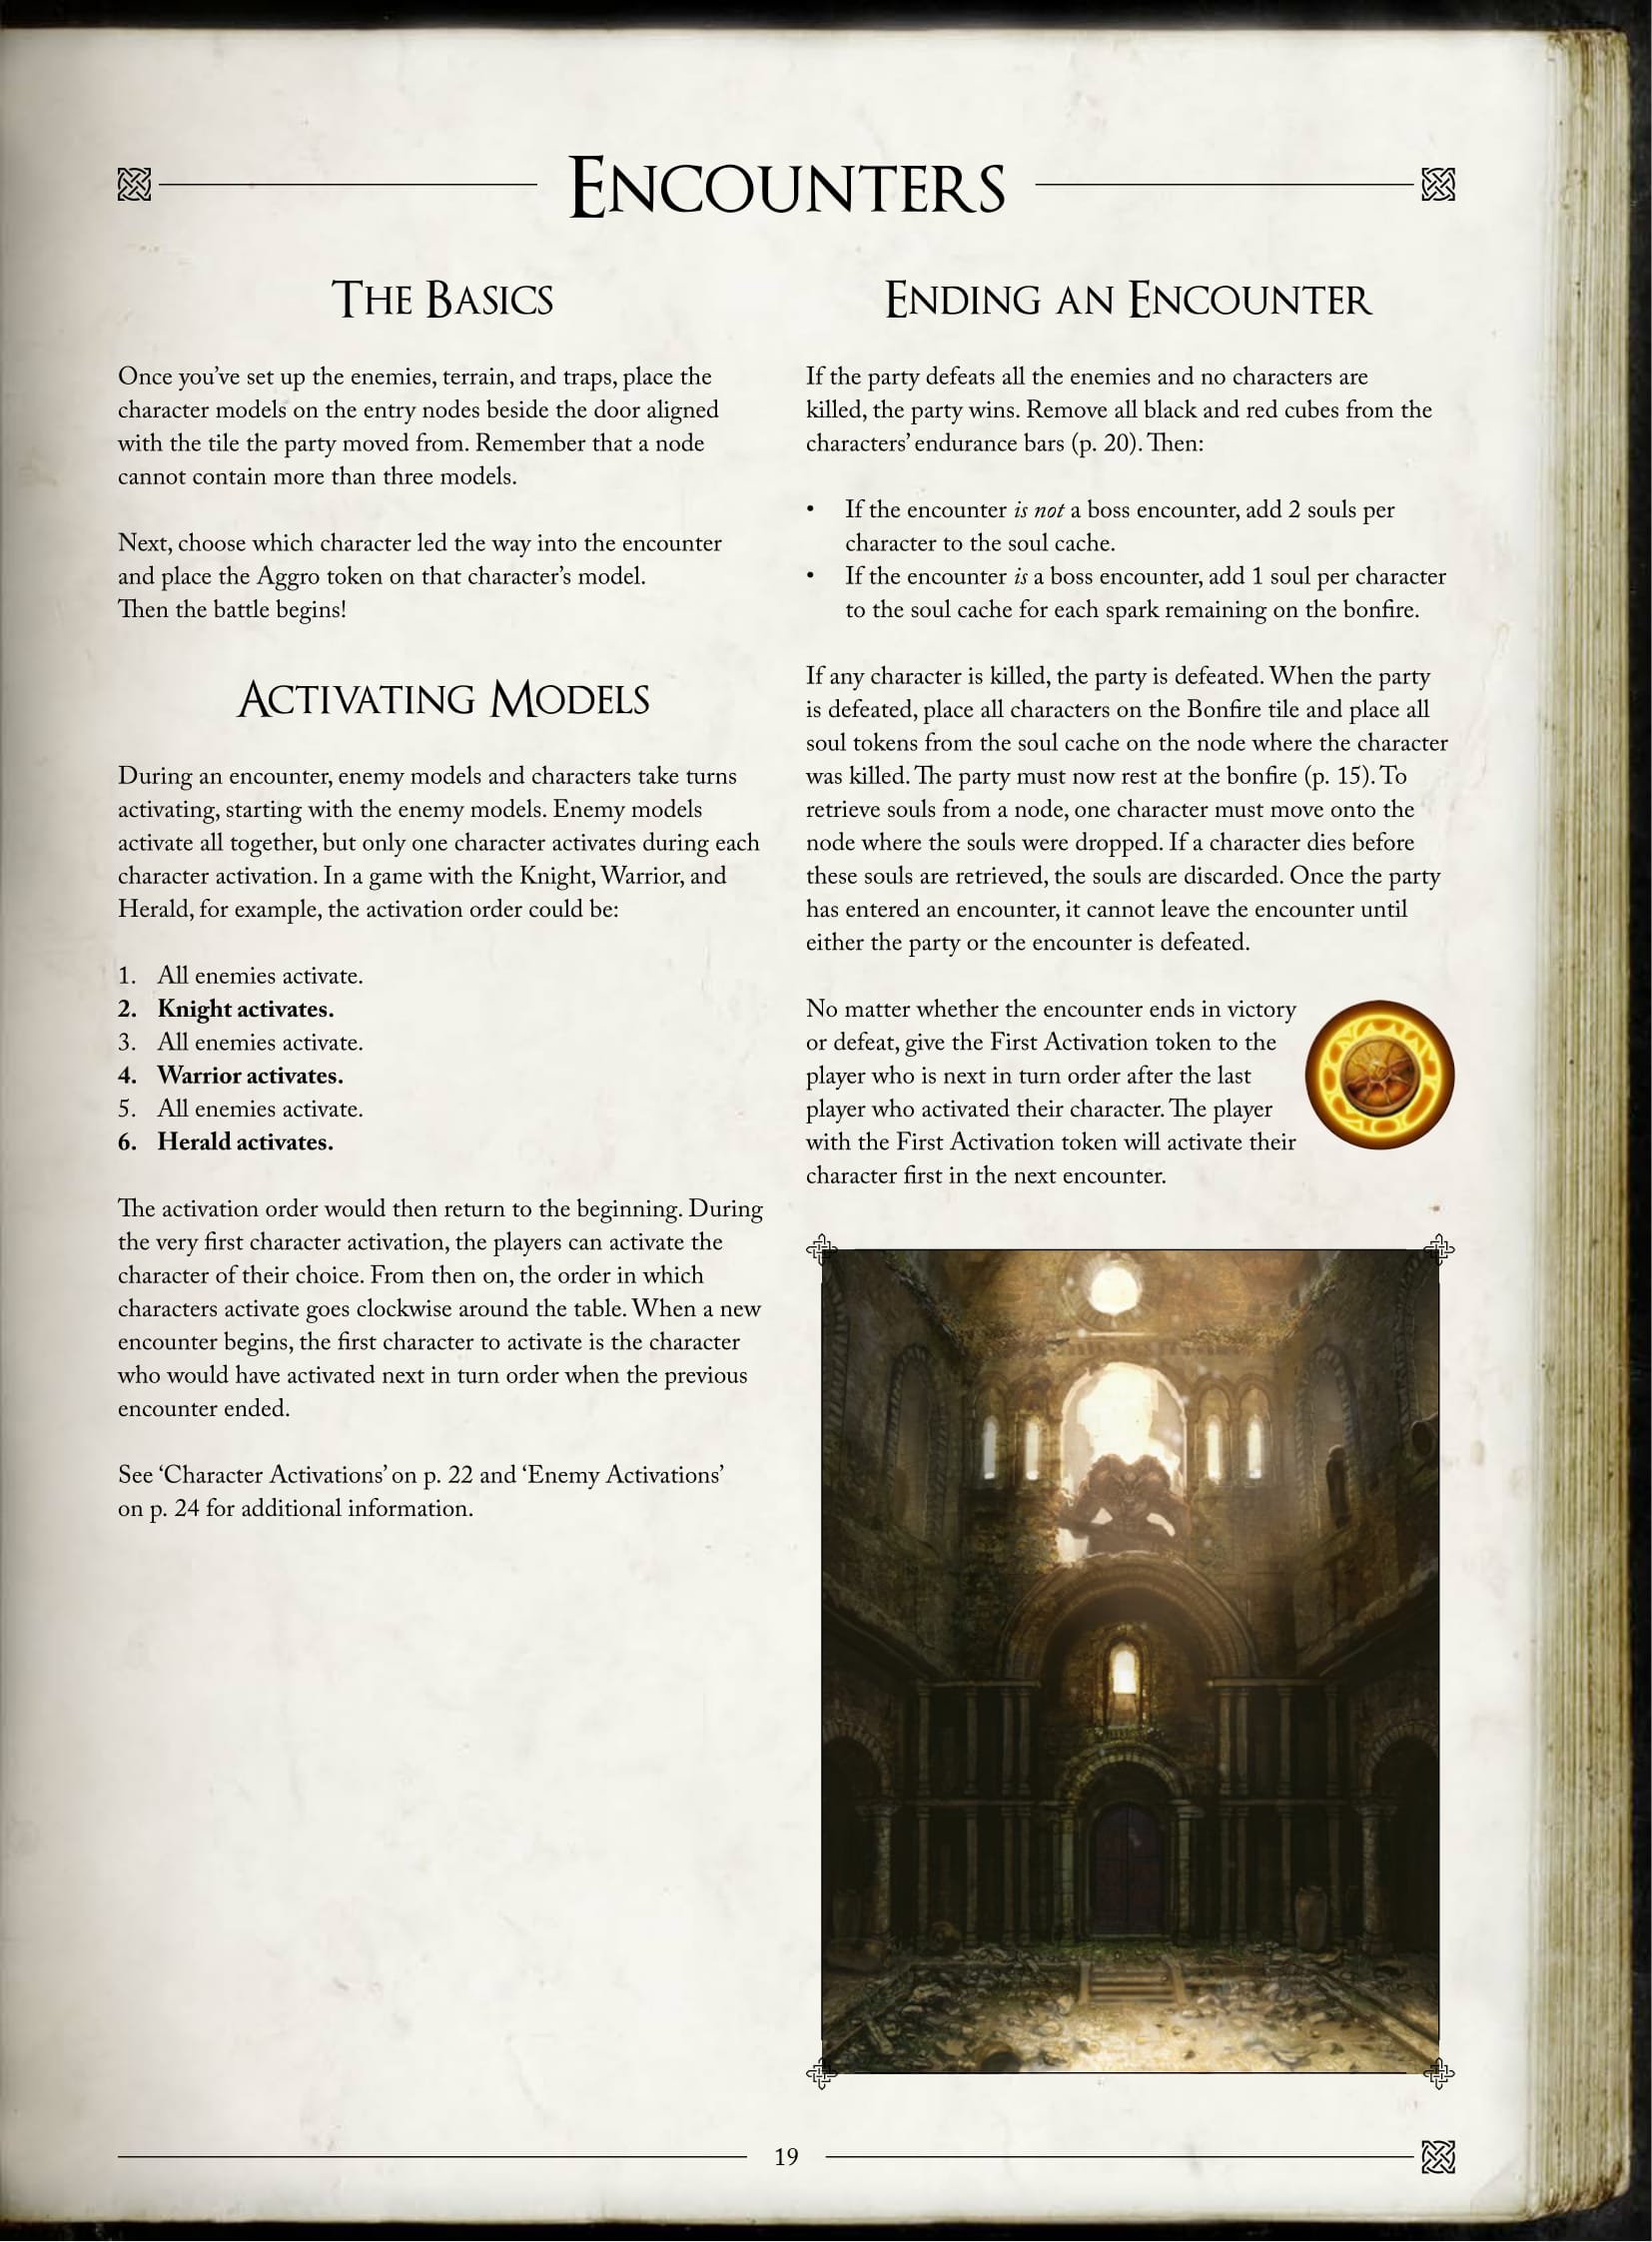 Encounters
The Basics
Once you’ve set up the enemies, terrain, and traps, place the
character models on the entry nodes beside the door aligned
with the tile the party moved from. Remember that a node
cannot contain more than three models.
Next, choose which character led the way into the encounter
and place the Aggro token on that character’s model.
Then the battle begins!
Activating Models
During an encounter, enemy models and characters take turns
activating, starting with the enemy models. Enemy models
activate all together, but only one character activates during each
character activation. In a game with the Knight, Warrior, and
Herald, for example, the activation order could be:
1. All enemies activate.
2. Knight activates.
3. All enemies activate.
4. Warrior activates.
5. All enemies activate.
6. Herald activates.
The activation order would then return to the beginning. During
the very first character activation, the players can activate the
character of their choice. From then on, the order in which
characters activate goes clockwise around the table. When a new
encounter begins, the first character to activate is the character
who would have activated next in turn order when the previous
encounter ended.
See ‘Character Activations’ on p. 22 and ‘Enemy Activations’
on p. 24 for additional information.
Ending an Encounter
If the party defeats all the enemies and no characters are
killed, the party wins. Remove all black and red cubes from the
characters’ endurance bars (p. 20). Then:
• If the encounter is not a boss encounter, add 2 souls per
character to the soul cache.
• If the encounter is a boss encounter, add 1 soul per character
to the soul cache for each spark remaining on the bonfire.
If any character is killed, the party is defeated. When the party
is defeated, place all characters on the Bonfire tile and place all
soul tokens from the soul cache on the node where the character
was killed. The party must now rest at the bonfire (p. 15). To
retrieve souls from a node, one character must move onto the
node where the souls were dropped. If a character dies before
these souls are retrieved, the souls are discarded. Once the party
has entered an encounter, it cannot leave the encounter until
either the party or the encounter is defeated.
No matter whether the encounter ends in victory
or defeat, give the First Activation token to the
player who is next in turn order after the last
player who activated their character. The player
with the First Activation token will activate their
character first in the next encounter.
19